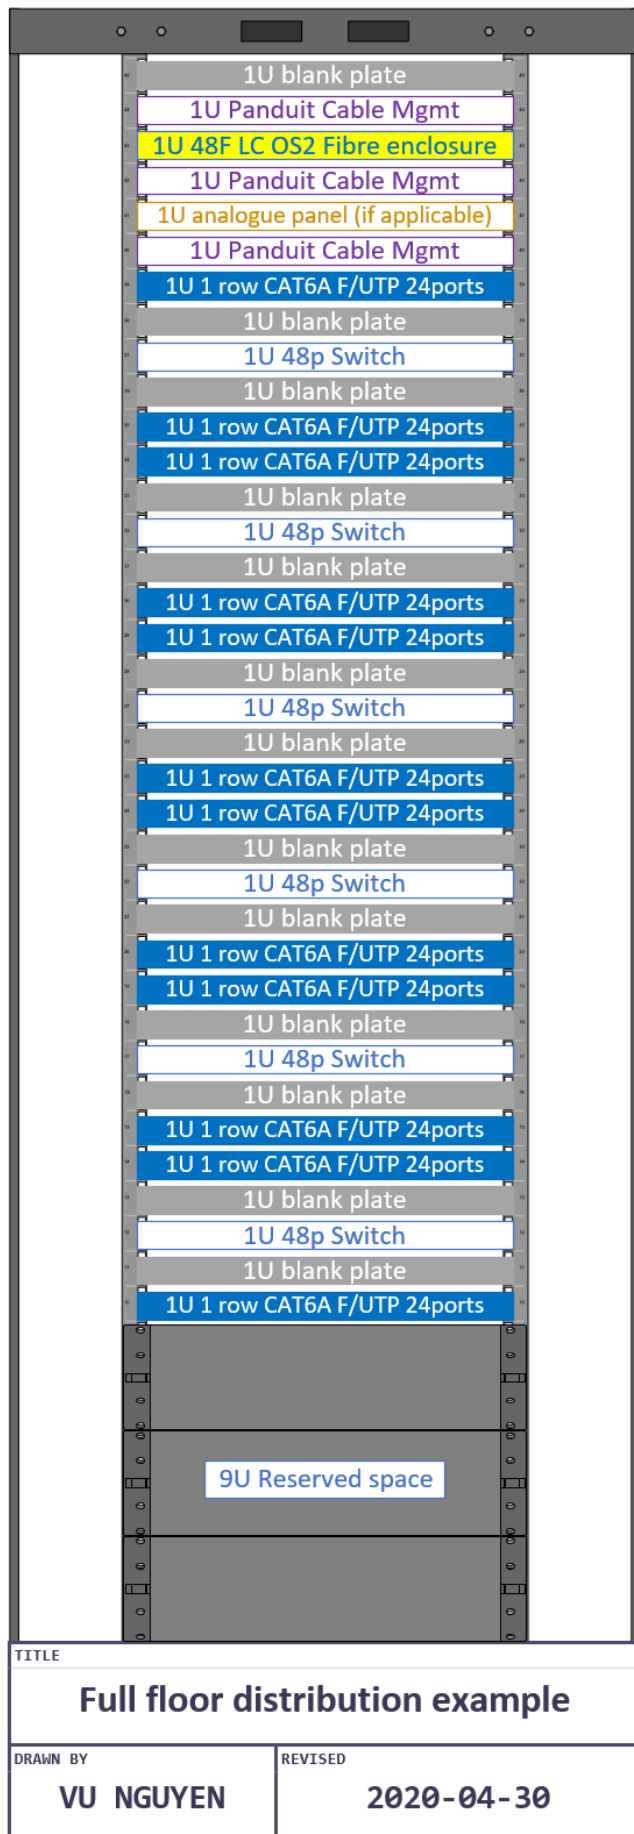 1U blank plate
1U Panduit Cable Mgmt
1U 48F LC OS2 Fibre enclosure
1U Panduit Cable Mgmt
1U analogue panel (if applicable)
1U Panduit Cable Mgmt
1U 1 row CAT6A F/UTP 24ports
1U blank plate
1U 48p Switch
1U blank plate
1U 1 row CAT6A F/UTP 24ports
1U 1 row CAT6A F/UTP 24ports
1U blank plate
1U 48p Switch
1U blank plate
1U 1 row CAT6A F/UTP 24ports
1U 1 row CAT6A F/UTP 24ports
1U blank plate
1U 48p Switch
1U blank plate
1U 1 row CAT6A F/UTP 24ports
1U 1 row CAT6A F/UTP 24ports
1U blank plate
1U 48p Switch
1U blank plate
1U 1 row CAT6A F/UTP 24ports
1U 1 row CAT6A F/UTP 24ports
1U blank plate
1U 48p Switch
1U blank plate
1U 1 row CAT6A F/UTP 24ports
1U 1 row CAT6A F/UTP 24ports
1U blank plate
1U 48p Switch
1U blank plate
1U 1 row CAT6A F/UTP 24ports
9U Reserved space
TITLE
Full floor distribution example
DRAWN BY
VU NGUYEN
REVISED
2020-04-30